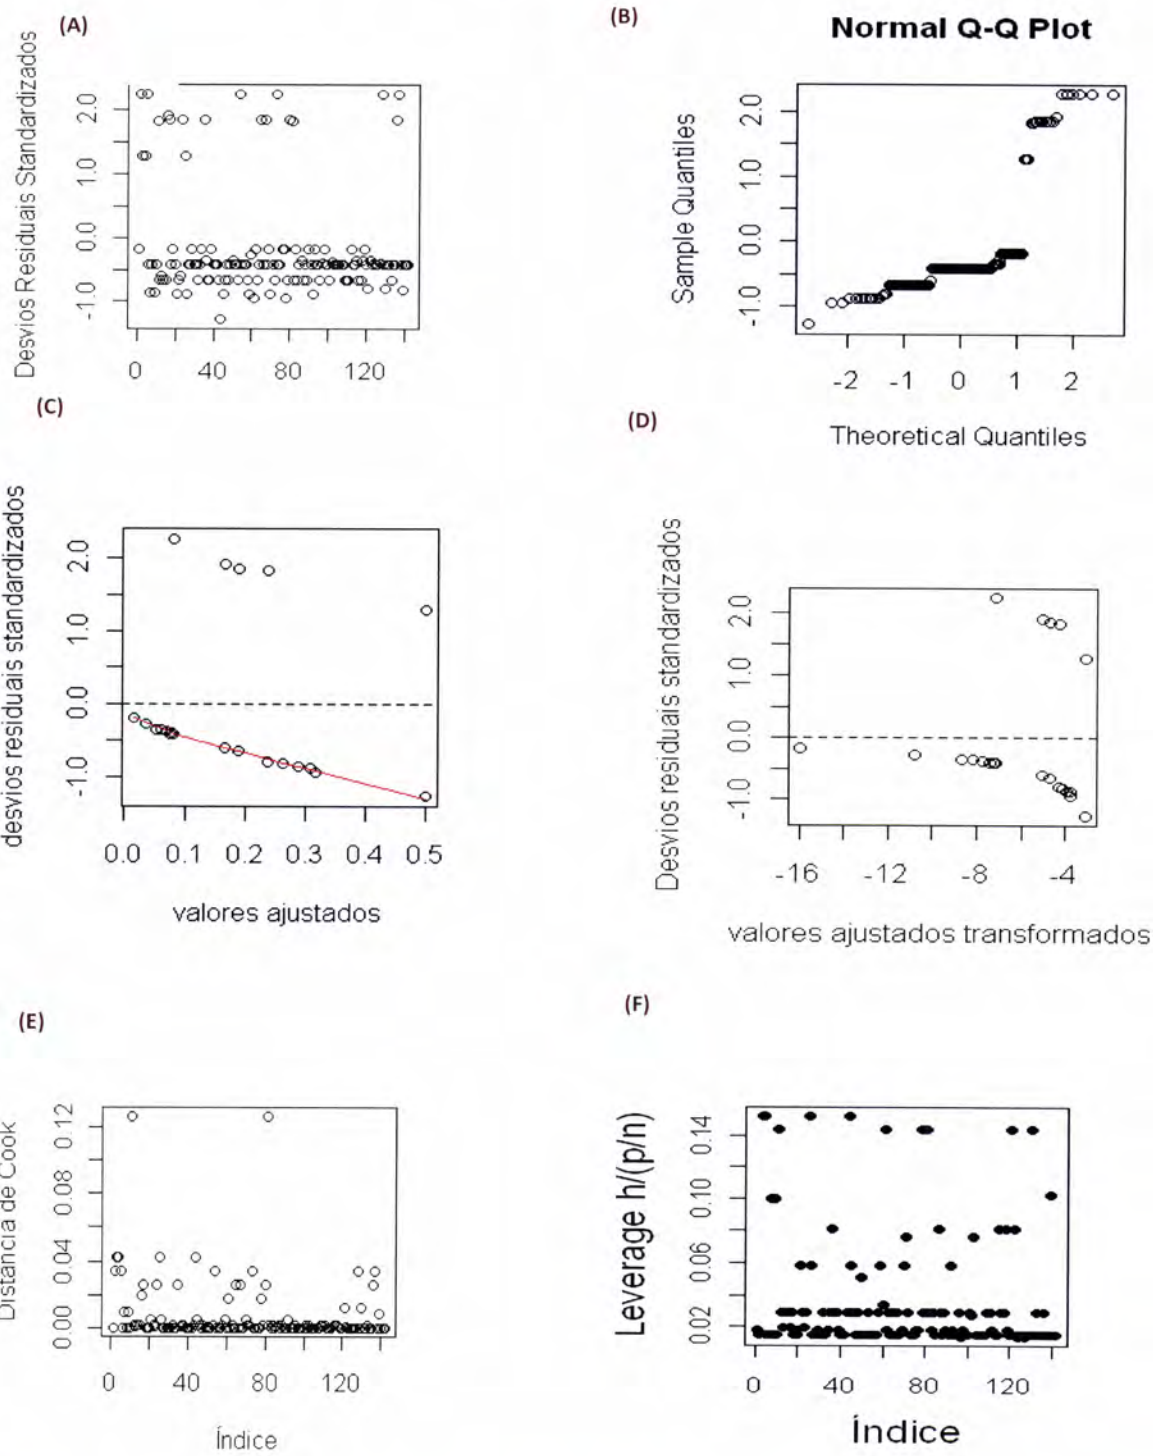 (A)
Desvios Residuais Standardizados
2.0
1.0
0.0
-1.0
0 40 80 120
(B)
Normal Q-Q Plot
Sample Quantiles
2.0
1.0
0.0
-1.0
-2 -1 0 1 2
Theoretical Quantiles
(C)
desvios residuais standardizados
2.0
1.0
0.0
-1.0
0.0 0.1 0.2 0.3 0.4 0.5
valores ajustados
(D)
Desvios residuais standardizados
2.0
1.0
0.0
-1.0
-16 -12 -8 -4
valores ajustados transformados
(E)
Distancia de Cook
0.12
0.08
0.04
0.00
0 40 80 120
Índice
(F)
Leverage h/(p/n)
0.14
0.10
0.06
0.02
0 40 80 120
Índice